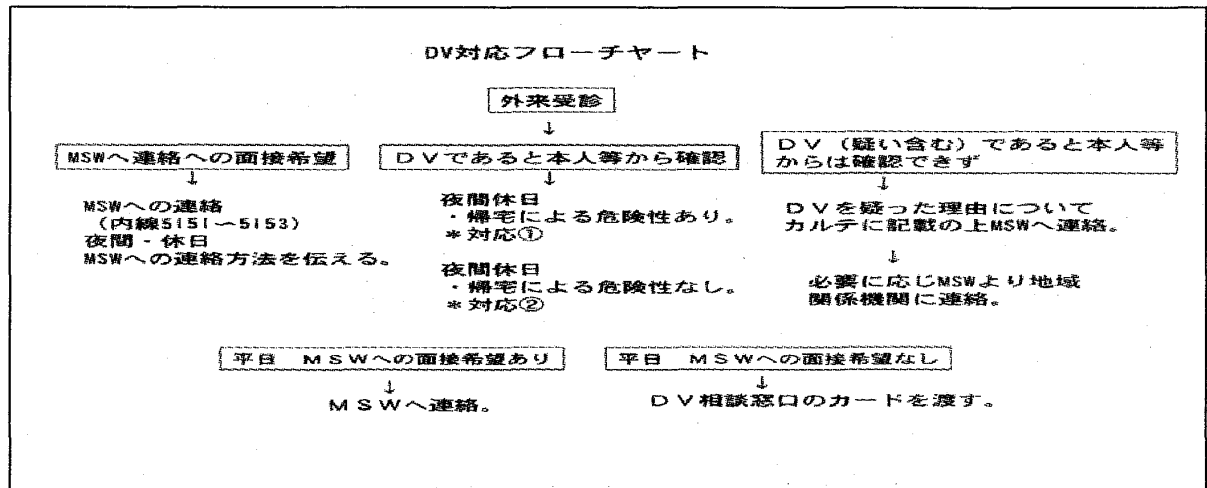 DV対応フローチャート
外来受診
↓
MSWへ連絡への面接希望
↓
MSWへの連絡
(内線5151～5153)
夜間・休日
MSWへの連絡方法を伝える。
DVであると本人等から確認
↓
夜間休日
・帰宅による危険性あり。
＊対応①
夜間休日
・帰宅による危険性なし。
＊対応②
DV（疑い含む）であると本人等
からは確認できず
↓
DVを疑った理由について
カルテに記載の上MSWへ連絡。
↓
必要に応じMSWより地域
関係機関に連絡。
平日　MSWへの面接希望あり
↓
MSWへ連絡。
平日　MSWへの面接希望なし
↓
DV相談窓口のカードを渡す。